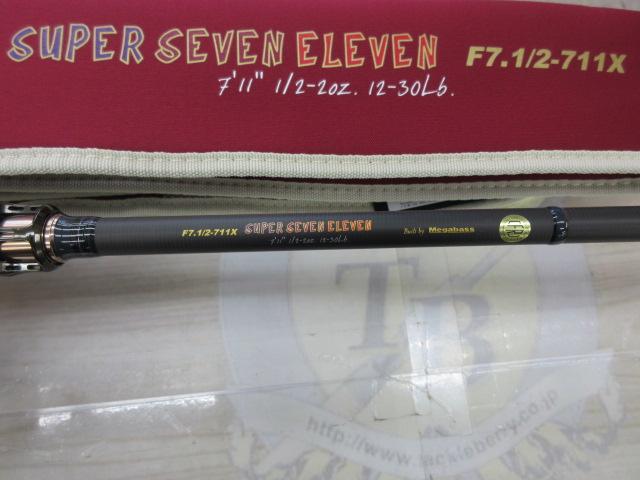 SUPER SEVEN ELEVEN F7.1/2-711X
7'11" 1/2-2oz. 12-30Lb.
F7.1/2-711X SUPER SEVEN ELEVEN Built by Megabass
7'11" 1/2-2oz. 12-30Lb.
TB
www.tackleberry.co.jp